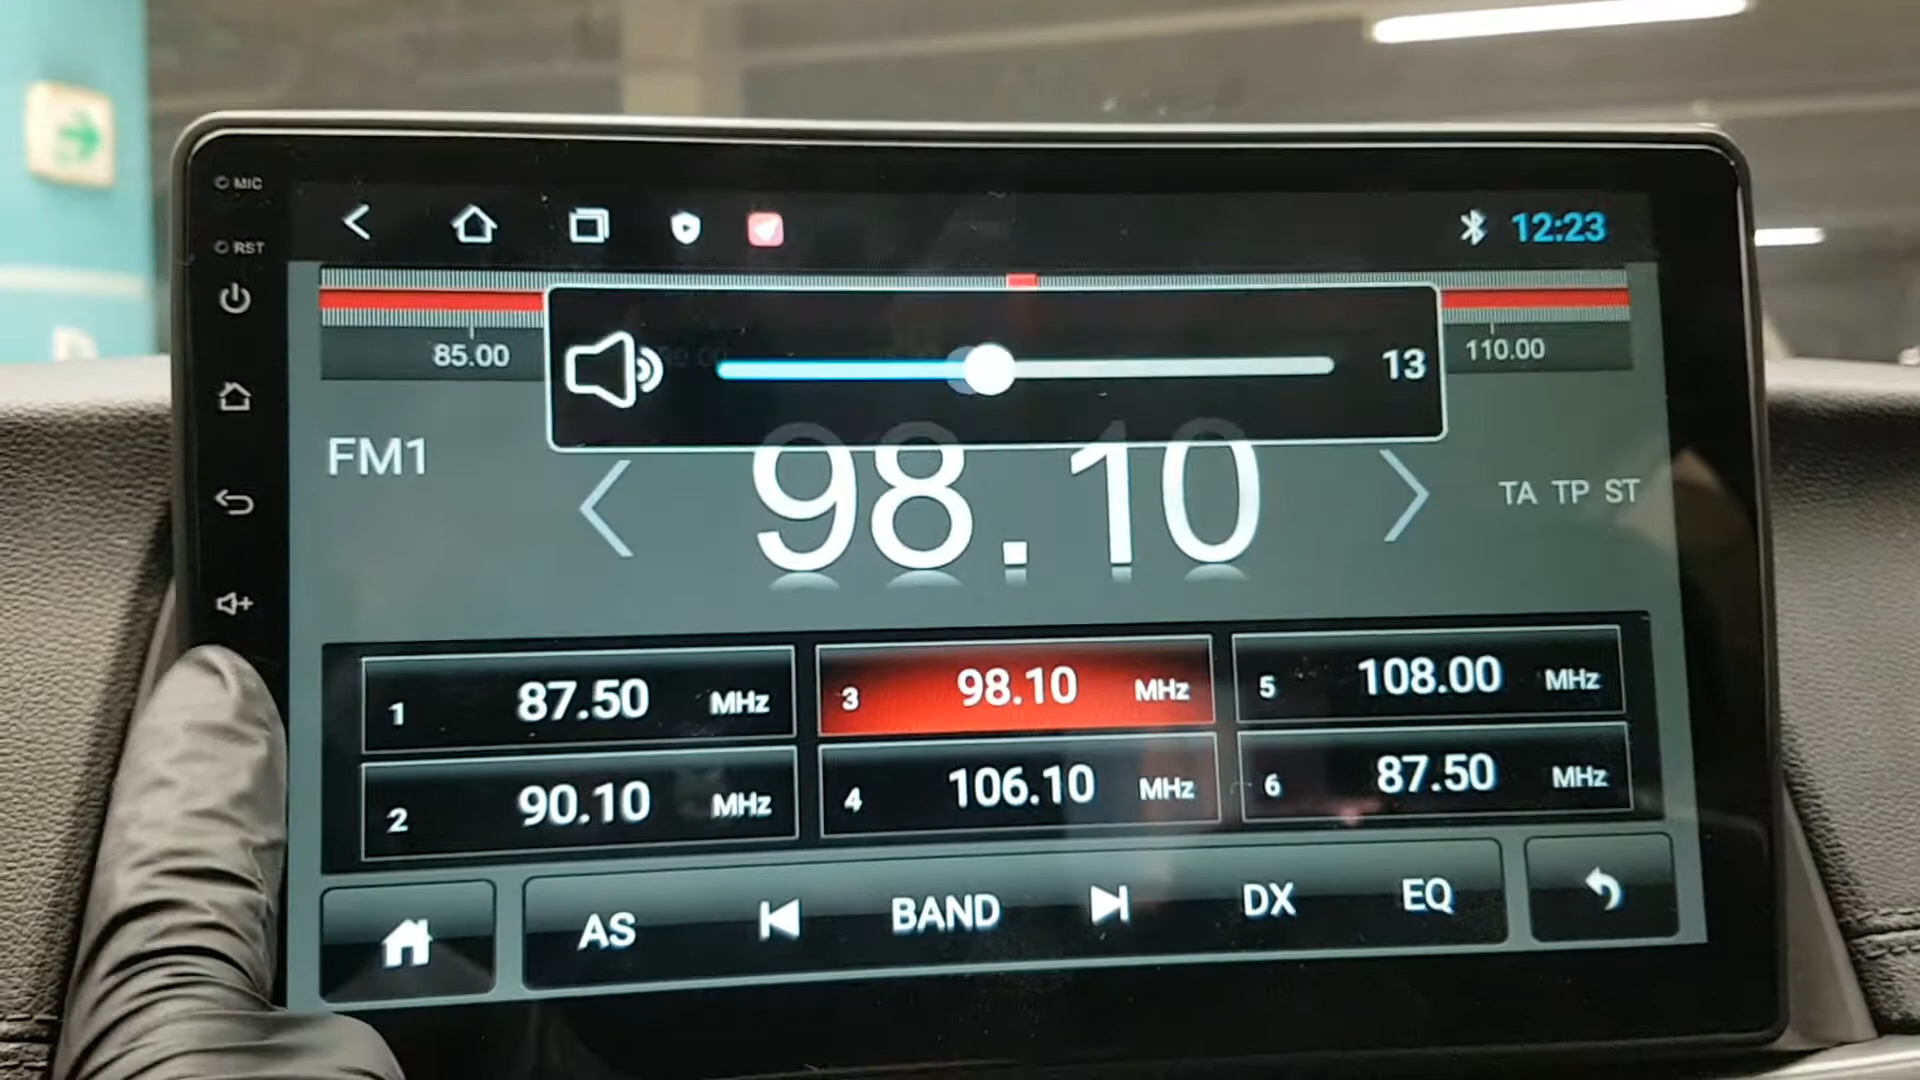 MIC
RST
12:23
85.00
110.00
13
FM1
98.10
TA TP ST
1 87.50 MHz
3 98.10 MHz
5 108.00 MHz
2 90.10 MHz
4 106.10 MHz
6 87.50 MHz
AS
BAND
DX
EQ